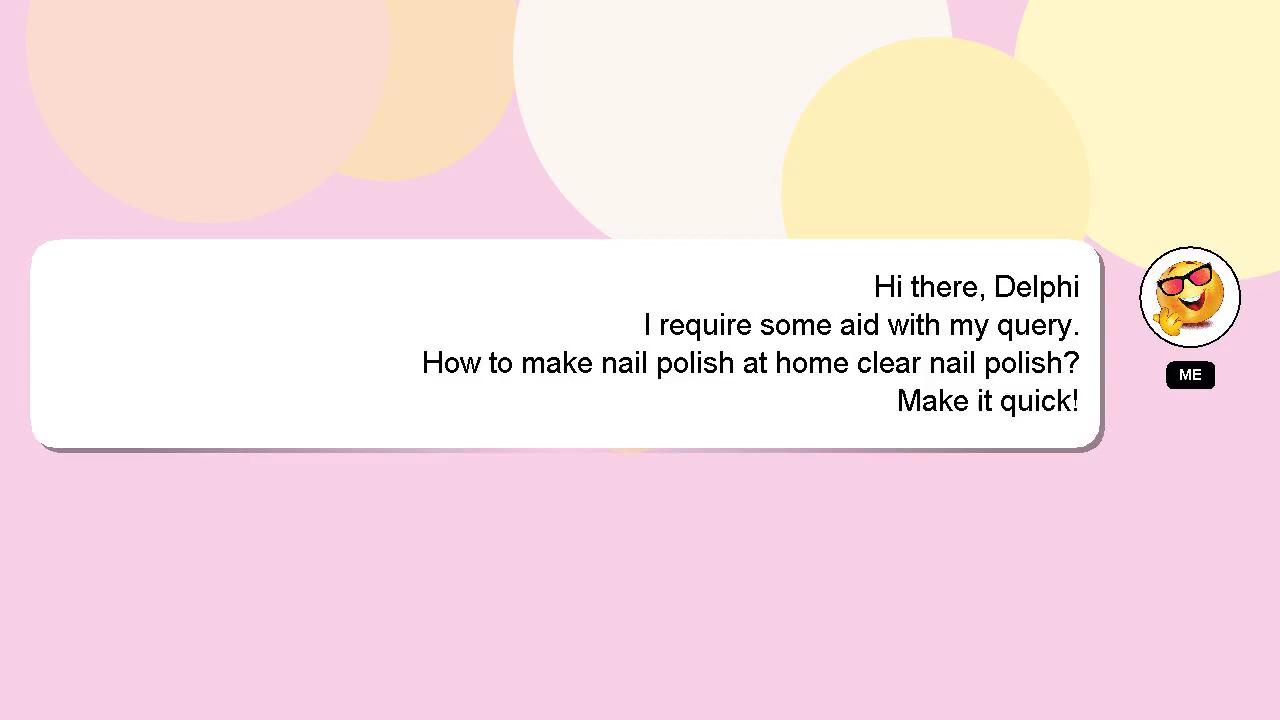 Hi there, Delphi
I require some aid with my query.
How to make nail polish at home clear nail polish?
Make it quick!
ME